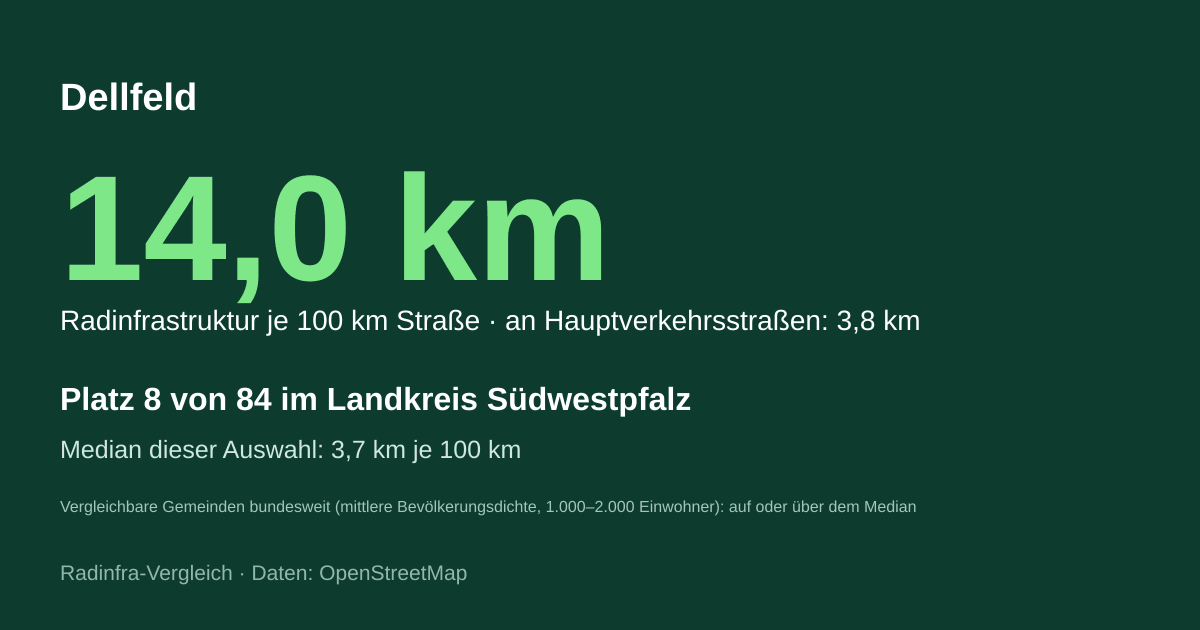 Dellfeld
14,0 km
Radinfrastruktur je 100 km Straße · an Hauptverkehrsstraßen: 3,8 km
Platz 8 von 84 im Landkreis Südwestpfalz
Median dieser Auswahl: 3,7 km je 100 km
Vergleichbare Gemeinden bundesweit (mittlere Bevölkerungsdichte, 1.000–2.000 Einwohner): auf oder über dem Median
Radinfra-Vergleich · Daten: OpenStreetMap